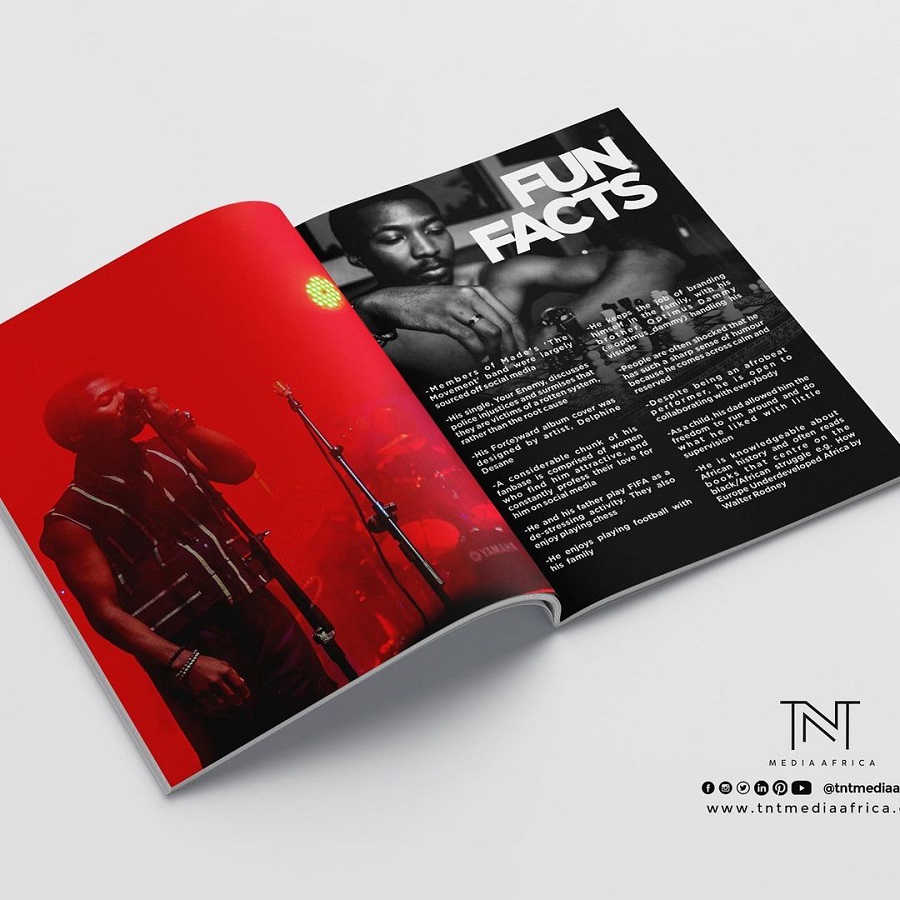 FUN
FACTS
-Members of Made's 'The
Movement' band were largely
sourced off social media
-His single, Your Enemy, discusses
police injustices and surmises that
they are victims of a rotten system,
rather than the root cause
-His For(e)ward album cover was
designed by artist, Delphine
Desane
-A considerable chunk of his
fanbase is comprised of women
who find him attractive, and
constantly profess their love for
him on social media
-He and his father play FIFA as a
de-stressing activity. They also
enjoy playing chess
-He enjoys playing football with
his family
-He keeps the job of branding
himself in the family, with his
brother, Optimus Dammy
(@optimus_dammy) handling his
visuals
-People are often shocked that he
has such a sharp sense of humour
because he comes across calm and
reserved
-Despite being an afrobeat
performer, he is open to
collaborating with everybody
-As a child, his dad allowed him the
freedom to run around and do
what he liked with little
supervision
-He is knowledgeable about
African history and often reads
books that centre on the
black/African struggle e.g. How
Europe Underdeveloped Africa by
Walter Rodney
YAMAHA
TNT
MEDIA AFRICA
@tntmediaa
www.tntmediaafrica.